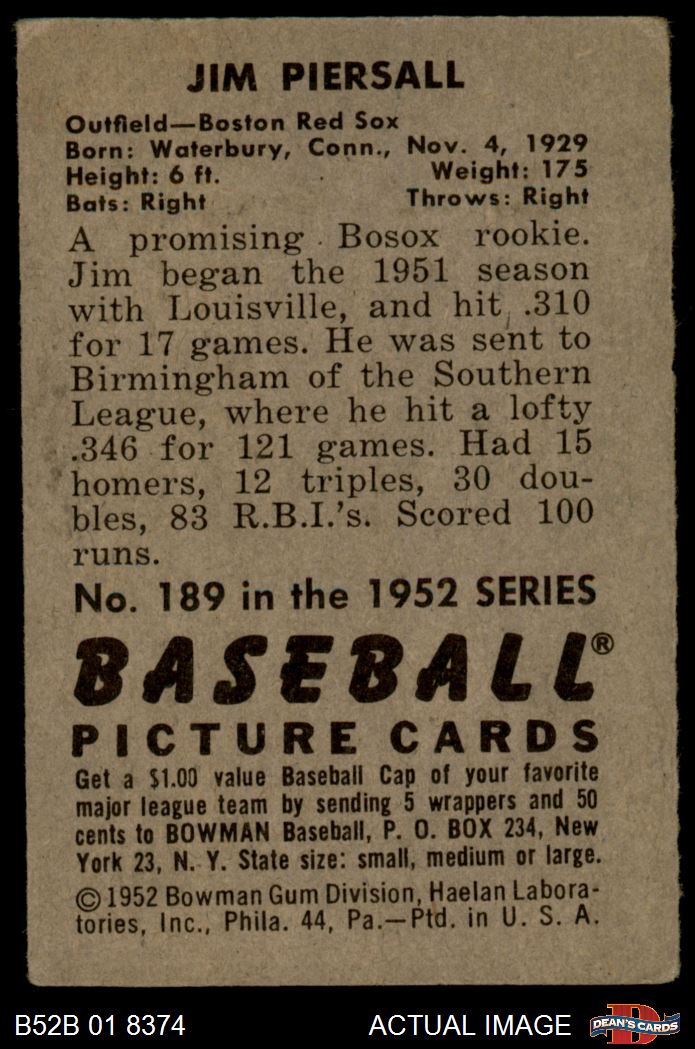 JIM PIERSALL
Outfield—Boston Red Sox
Born: Waterbury, Conn., Nov. 4, 1929
Height: 6 ft. Weight: 175
Bats: Right Throws: Right
A promising Bosox rookie.
Jim began the 1951 season
with Louisville, and hit .310
for 17 games. He was sent to
Birmingham of the Southern
League, where he hit a lofty
.346 for 121 games. Had 15
homers, 12 triples, 30 dou-
bles, 83 R.B.I.'s. Scored 100
runs.
No. 189 in the 1952 SERIES
BASEBALL®
PICTURE CARDS
Get a $1.00 value Baseball Cap of your favorite
major league team by sending 5 wrappers and 50
cents to BOWMAN Baseball, P. O. BOX 234, New
York 23, N. Y. State size: small, medium or large.
© 1952 Bowman Gum Division, Haelan Labora-
tories, Inc., Phila. 44, Pa.—Ptd. in U. S. A.
B52B 01 8374 ACTUAL IMAGE
D
DEAN'S CARDS